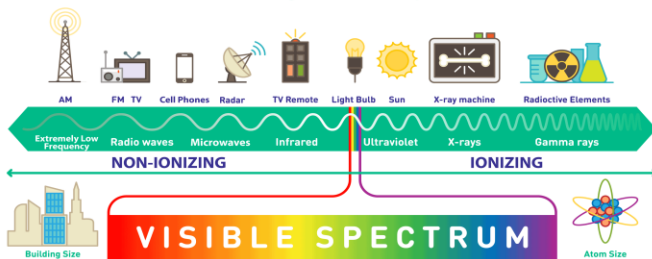 AM FM TV Cell Phones Radar TV Remote Light Bulb Sun X-ray machine Radioctive Elements
Extremely Low
Frequency
Radio waves Microwaves Infrared Ultraviolet X-rays Gamma rays
NON-IONIZING IONIZING
VISIBLE SPECTRUM
Building Size Atom Size